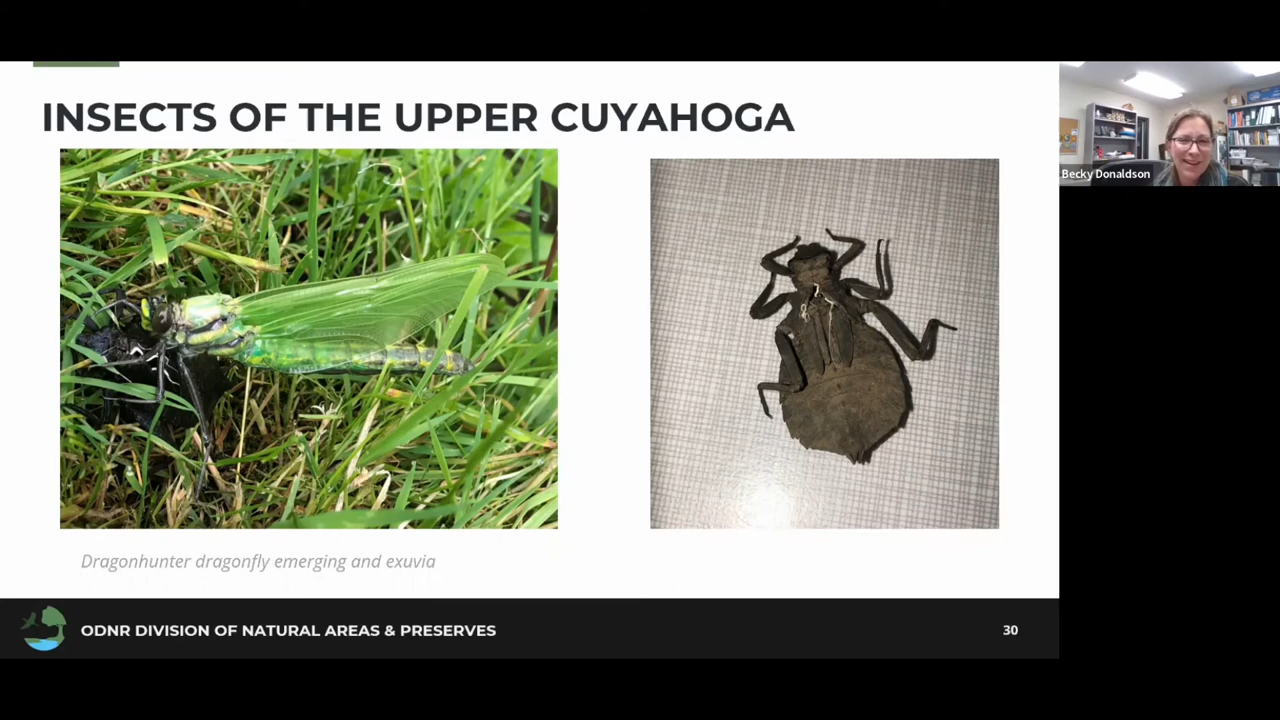 INSECTS OF THE UPPER CUYAHOGA
Becky Donaldson
Dragonhunter dragonfly emerging and exuvia
ODNR DIVISION OF NATURAL AREAS & PRESERVES
30